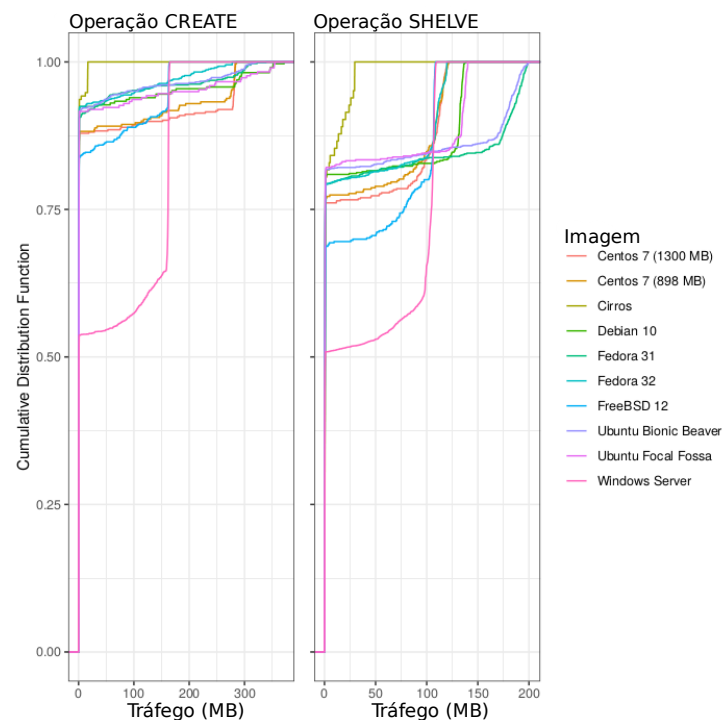 Operação CREATE
Operação SHELVE
Cumulative Distribution Function
1.00
0.75
0.50
0.25
0.00
0 100 200 300
0 50 100 150 200
Tráfego (MB)
Tráfego (MB)
Imagem
Centos 7 (1300 MB)
Centos 7 (898 MB)
Cirros
Debian 10
Fedora 31
Fedora 32
FreeBSD 12
Ubuntu Bionic Beaver
Ubuntu Focal Fossa
Windows Server